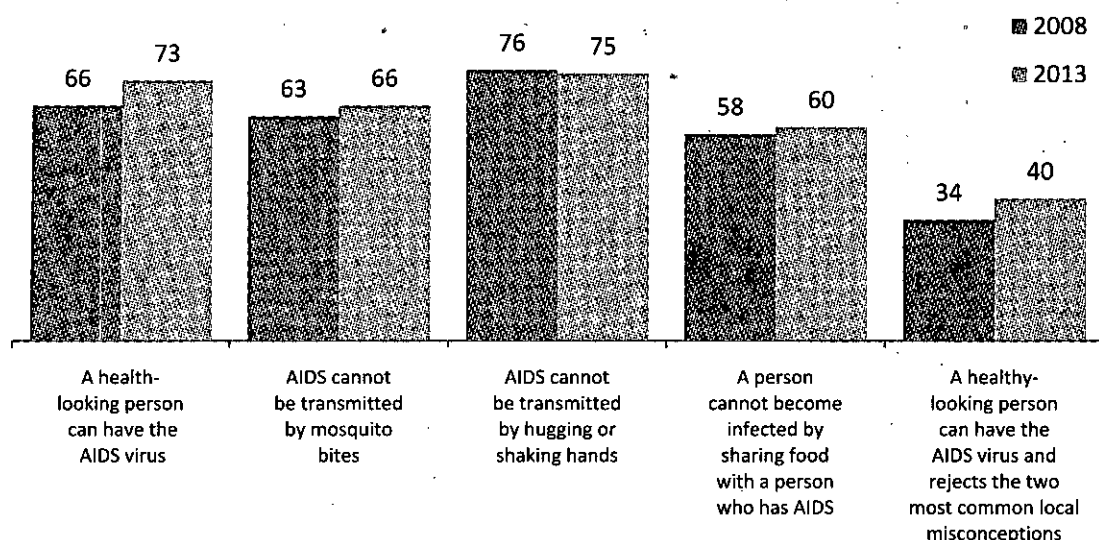 2008
2013
66
73
63
66
76
75
58
60
34
40
A health-
looking person
can have the
AIDS virus
AIDS cannot
be transmitted
by mosquito
bites
AIDS cannot
be transmitted
by hugging or
shaking hands
A person
cannot become
infected by
sharing food
with a person
who has AIDS
A healthy-
looking person
can have the
AIDS virus and
rejects the two
most common local
misconceptions